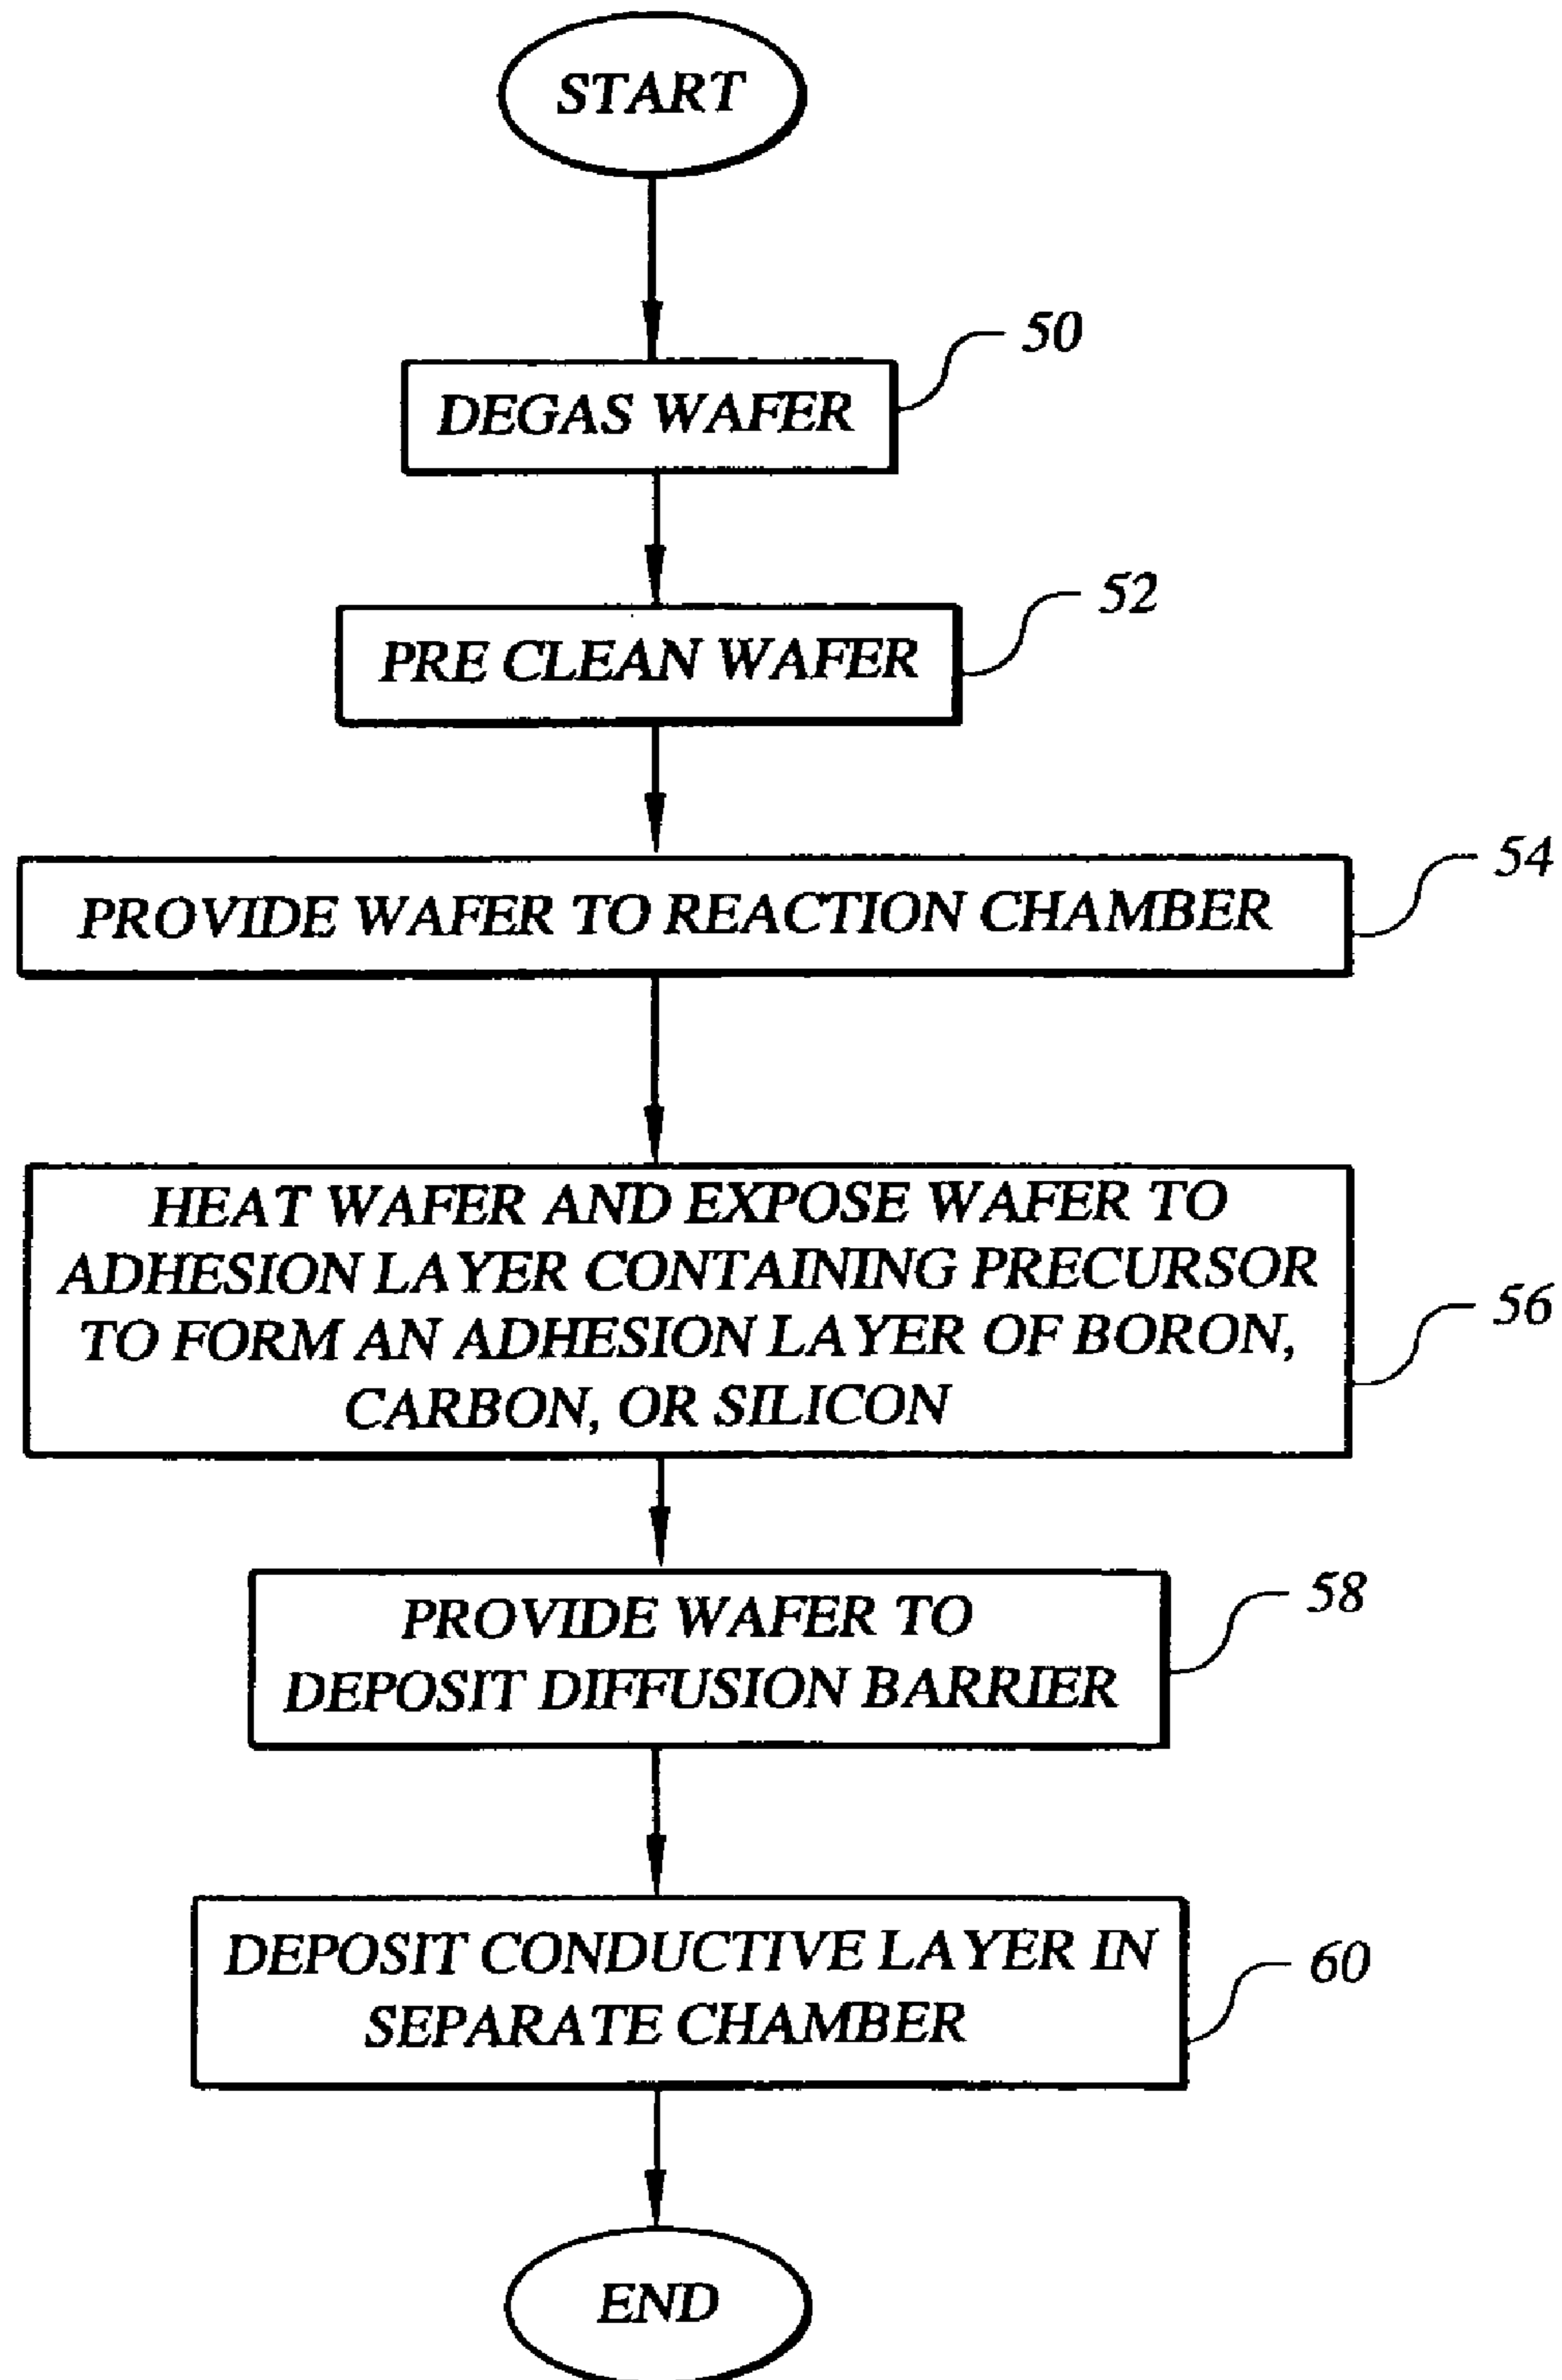 START
50
DEGAS WAFER
52
PRE CLEAN WAFER
54
PROVIDE WAFER TO REACTION CHAMBER
HEAT WAFER AND EXPOSE WAFER TO
ADHESION LAYER CONTAINING PRECURSOR
TO FORM AN ADHESION LAYER OF BORON,
CARBON, OR SILICON
56
PROVIDE WAFER TO
DEPOSIT DIFFUSION BARRIER
58
DEPOSIT CONDUCTIVE LAYER IN
SEPARATE CHAMBER
60
END